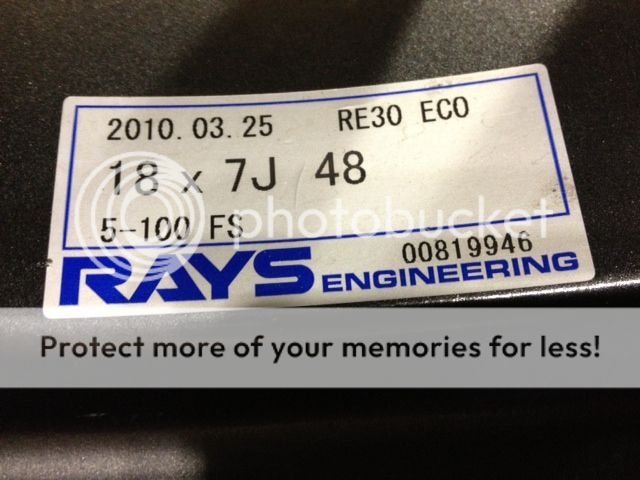 2010.03.25 RE30 ECO
18 x 7J 48
5-100 FS
photobucket
00819946
RAYS ENGINEERING
Protect more of your memories for less!